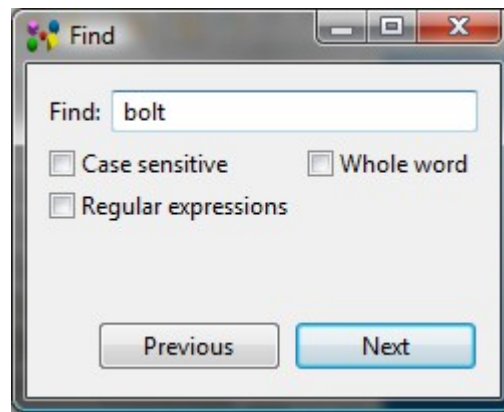 Find
Find: bolt
Case sensitive Whole word
Regular expressions
Previous Next